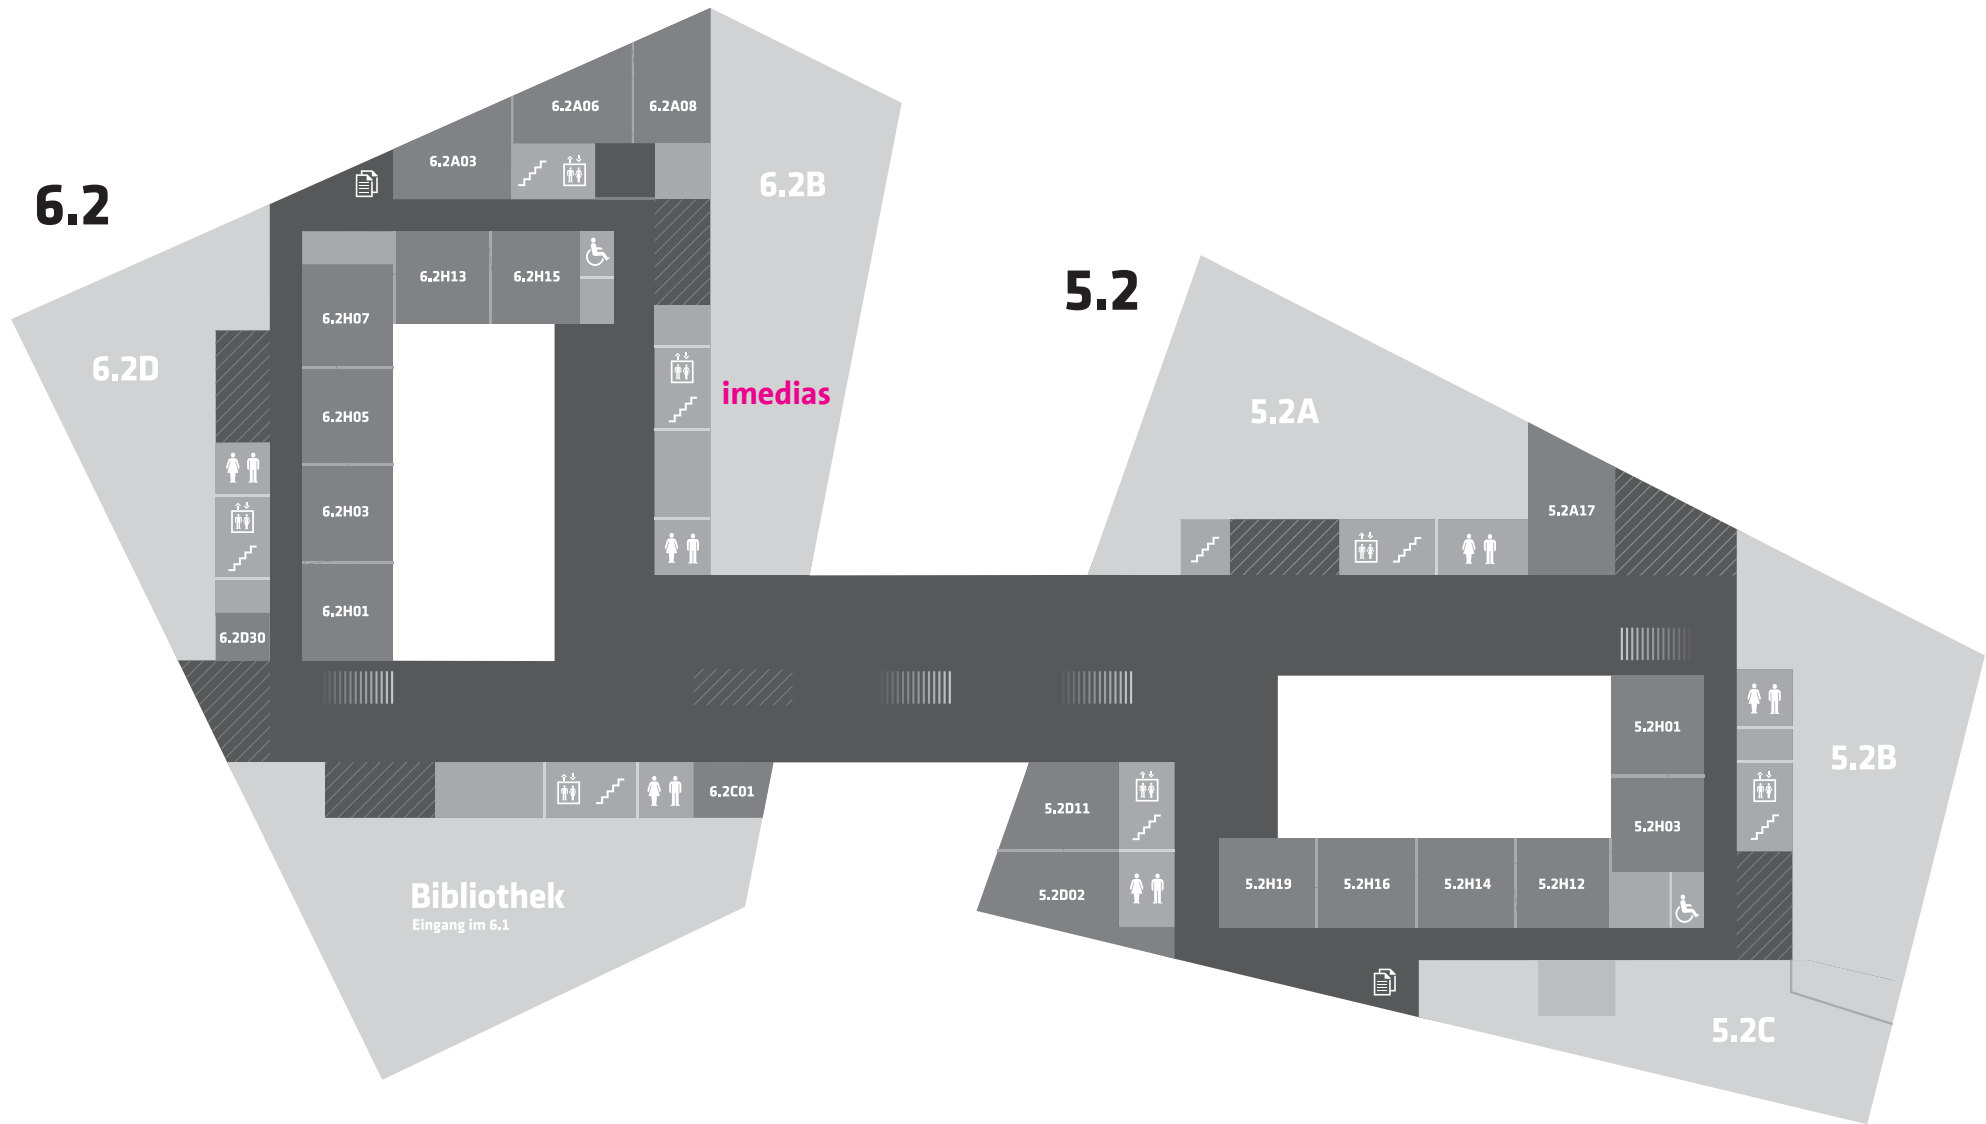 6.2
6.2A03
6.2A06
6.2A08
6.2B
6.2H13
6.2H15
6.2H07
6.2D
6.2H05
imedias
6.2H03
6.2H01
6.2D30
6.2C01
Bibliothek
Eingang im 6.1
5.2
5.2A
5.2A17
5.2H01
5.2B
5.2H03
5.2D11
5.2D02
5.2H19
5.2H16
5.2H14
5.2H12
5.2C